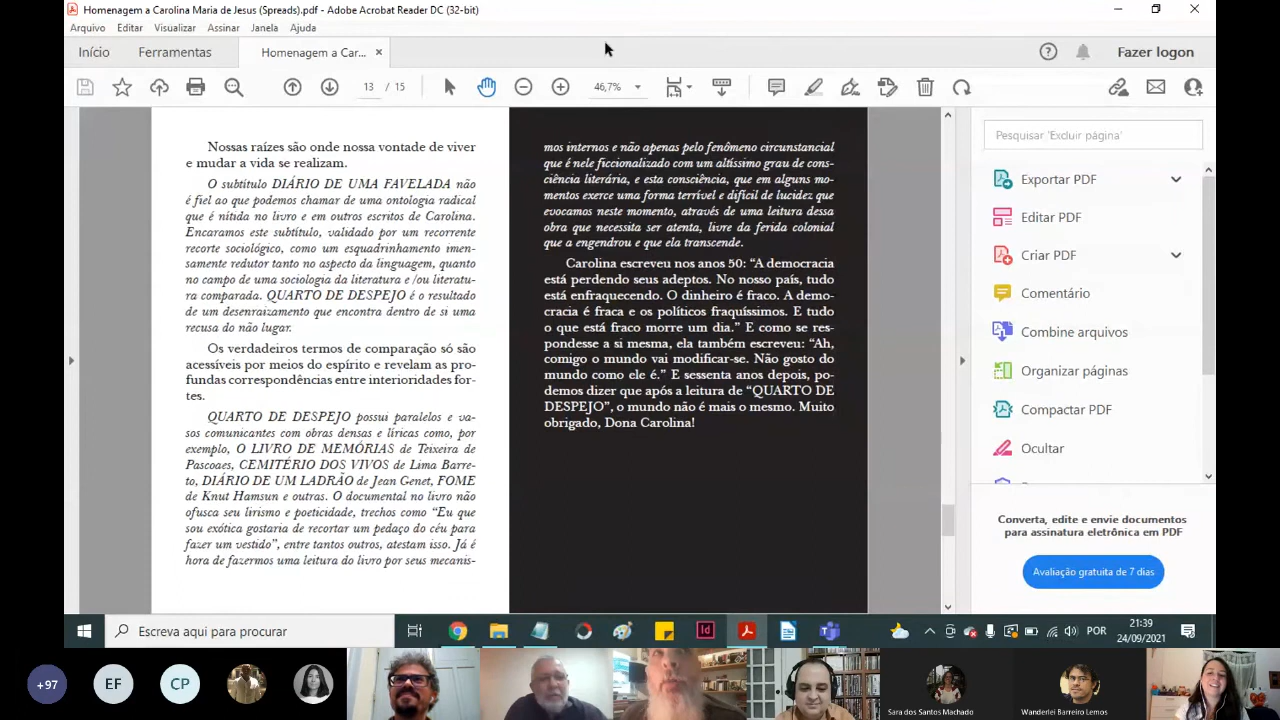 Homenagem a Carolina Maria de Jesus (Spreads).pdf - Adobe Acrobat Reader DC (32-bit)
Arquivo Editar Visualizar Assinar Janela Ajuda
Início Ferramentas Homenagem a Car... × Fazer logon
13 / 15 46,7%
Nossas raízes são onde nossa vontade de viver
e mudar a vida se realizam.
O subtítulo DIÁRIO DE UMA FAVELADA não
é fiel ao que podemos chamar de uma ontologia radical
que é nítida no livro e em outros escritos de Carolina.
Encaramos este subtítulo, validado por um recorrente
recorte sociológico, como um esquadrinhamento imen-
samente redutor tanto no aspecto da linguagem, quanto
no campo de uma sociologia da literatura e /ou literatu-
ra comparada. QUARTO DE DESPEJO é o resultado
de um desenraizamento que encontra dentro de si uma
recusa do não lugar.
Os verdadeiros termos de comparação só são
acessíveis por meios do espírito e revelam as pro-
fundas correspondências entre interioridades for-
tes.
QUARTO DE DESPEJO possui paralelos e va-
sos comunicantes com obras densas e líricas como, por
exemplo, O LIVRO DE MEMÓRIAS de Teixeira de
Pascoaes, CEMITÉRIO DOS VIVOS de Lima Barre-
to, DIÁRIO DE UM LADRÃO de Jean Genet, FOME
de Knut Hamsun e outras. O documental no livro não
ofusca seu lirismo e poeticidade, trechos como “Eu que
sou exótica gostaria de recortar um pedaço do céu para
fazer um vestido”, entre tantos outros, atestam isso. Já é
hora de fazermos uma leitura do livro por seus mecanis-
mos internos e não apenas pelo fenômeno circunstancial
que é nele ficcionalizado com um altíssimo grau de cons-
ciência literária, e esta consciência, que em alguns mo-
mentos exerce uma forma terrível e difícil de lucidez que
evocamos neste momento, através de uma leitura dessa
obra que necessita ser atenta, livre da ferida colonial
que a engendrou e que ela transcende.
Carolina escreveu nos anos 50: “A democracia
está perdendo seus adeptos. No nosso país, tudo
está enfraquecendo. O dinheiro é fraco. A demo-
cracia é fraca e os políticos fraquíssimos. E tudo
o que está fraco morre um dia.” E como se res-
pondesse a si mesma, ela também escreveu: “Ah,
comigo o mundo vai modificar-se. Não gosto do
mundo como ele é.” E sessenta anos depois, po-
demos dizer que após a leitura de “QUARTO DE
DESPEJO”, o mundo não é mais o mesmo. Muito
obrigado, Dona Carolina!
Pesquisar 'Excluir página'
Exportar PDF
Editar PDF
Criar PDF
Comentário
Combine arquivos
Organizar páginas
Compactar PDF
Ocultar
Converta, edite e envie documentos
para assinatura eletrônica em PDF
Avaliação gratuita de 7 dias
Escreva aqui para procurar
POR
21:39
24/09/2021
+97 EF CP
Sara dos Santos Machado
Wanderlei Barreiro Lemos